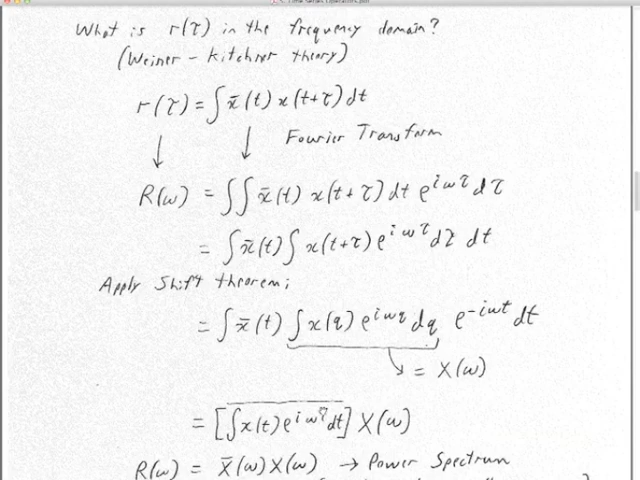 What is r(τ) in the frequency domain?
(Weiner - Kitchner theory)
r(τ) = ∫ x̄(t) x(t+τ) dt
↓ ↓ Fourier Transform
R(ω) = ∫∫ x̄(t) x(t+τ) dt e^{iωτ} dτ
= ∫ x̄(t) ∫ x(t+τ) e^{iωτ} dτ dt
Apply Shift theorem;
= ∫ x̄(t) ∫ x(q) e^{iωq} dq e^{-iωt} dt
↳ = X(ω)
= [∫ x(t) e^{iω} dt] X(ω)
R(ω) = X̄(ω) X(ω) → Power Spectrum